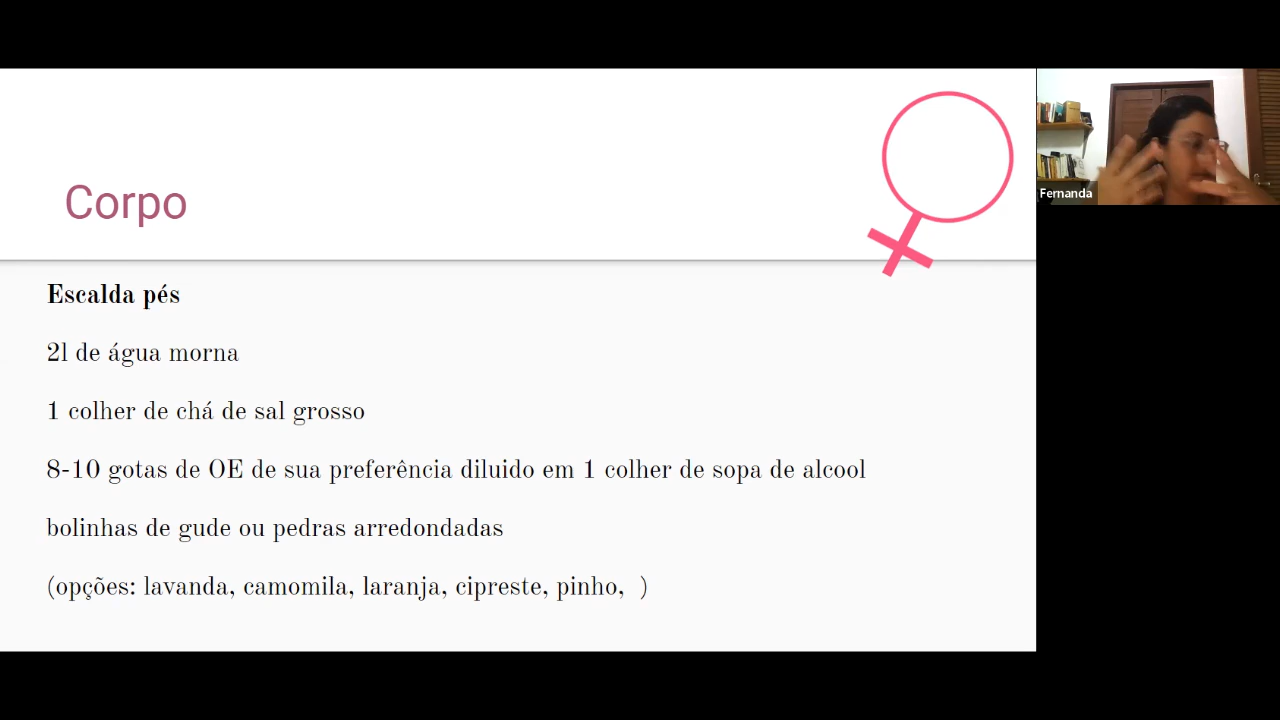 Corpo
Escalda pés
2l de água morna
1 colher de chá de sal grosso
8-10 gotas de OE de sua preferência diluido em 1 colher de sopa de alcool
bolinhas de gude ou pedras arredondadas
(opções: lavanda, camomila, laranja, cipreste, pinho,  )
Fernanda